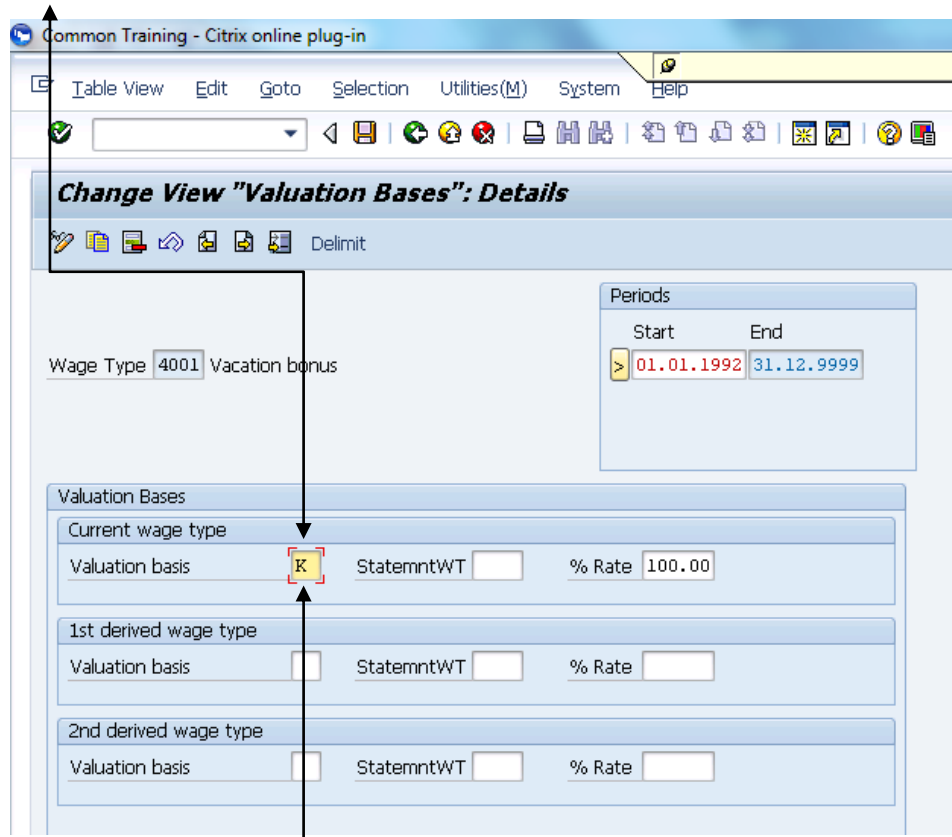 Common Training - Citrix online plug-in
Table View Edit Goto Selection Utilities(M) System Help
Change View "Valuation Bases": Details
Delimit
Periods
Start End
Wage Type 4001 Vacation bonus
> 01.01.1992 31.12.9999
Valuation Bases
Current wage type
Valuation basis K StatemntWT % Rate 100.00
1st derived wage type
Valuation basis StatemntWT % Rate
2nd derived wage type
Valuation basis StatemntWT % Rate